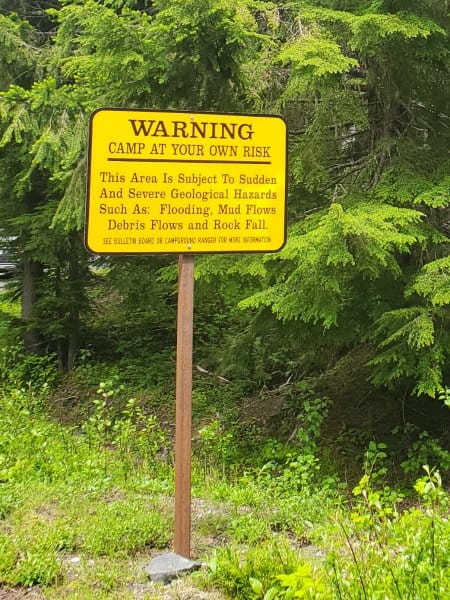 WARNING
CAMP AT YOUR OWN RISK
This Area Is Subject To Sudden
And Severe Geological Hazards
Such As: Flooding, Mud Flows
Debris Flows and Rock Fall.
SEE BULLETIN BOARD OR CAMPGROUND RANGER FOR MORE INFORMATION